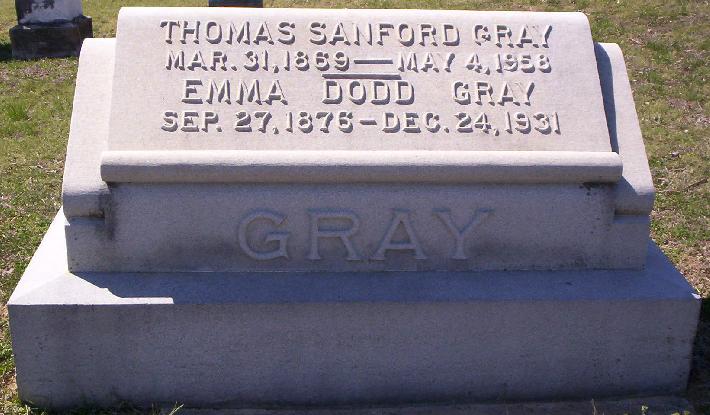 THOMAS SANFORD GRAY
MAR. 31, 1869 — MAY 4, 1958
EMMA DODD GRAY
SEP. 27, 1876 – DEC. 24, 1931
GRAY